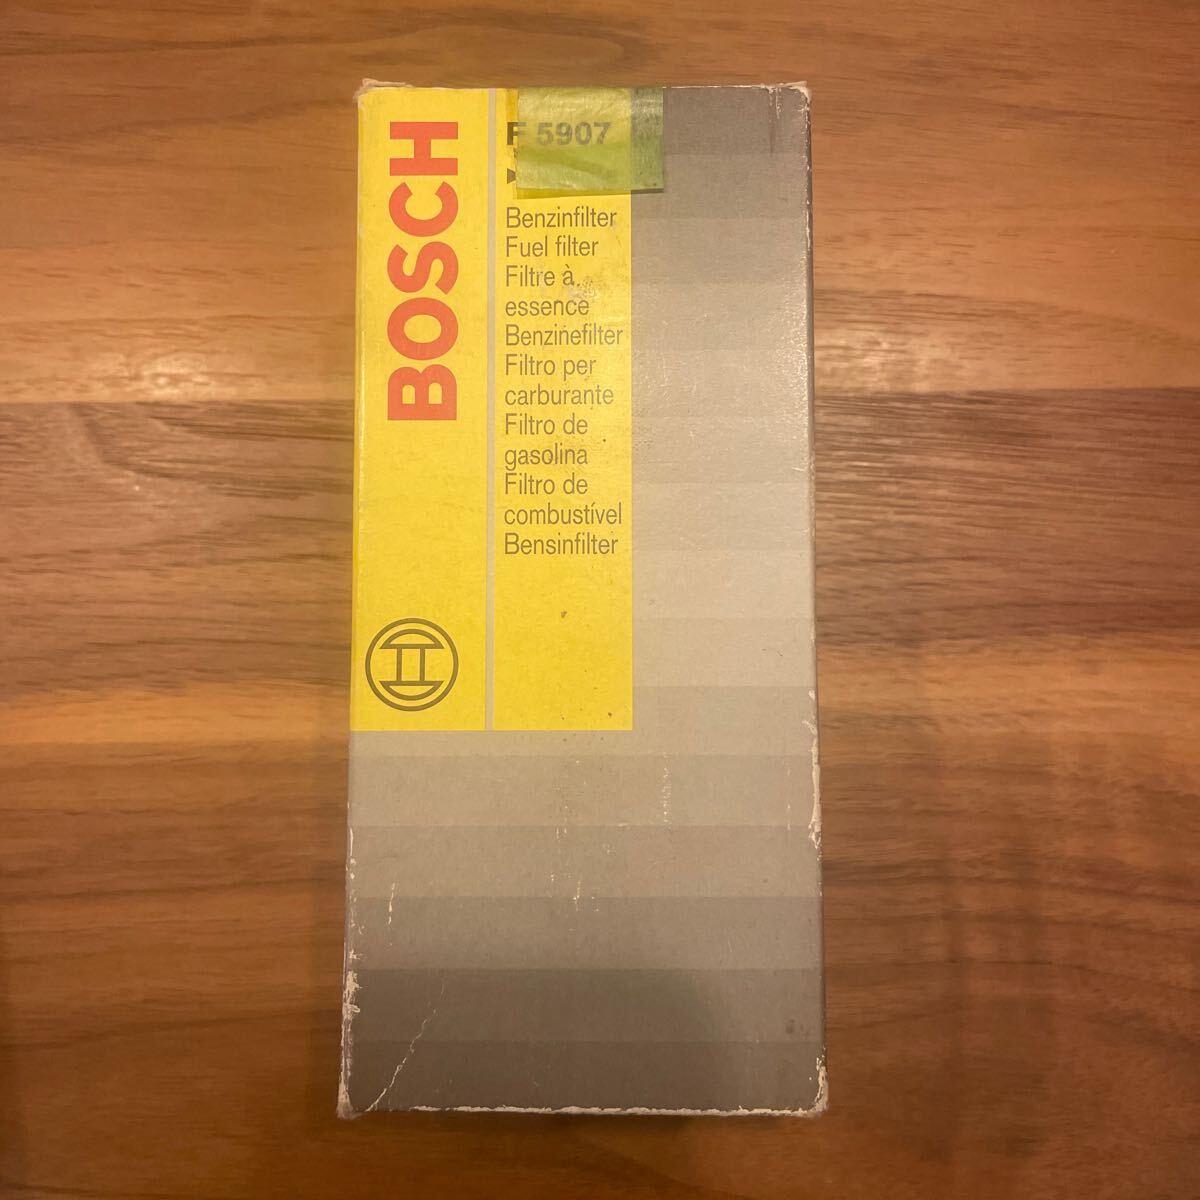 BOSCH
F 5907
Benzinfilter
Fuel filter
Filtre à
essence
Benzinefilter
Filtro per
carburante
Filtro de
gasolina
Filtro de
combustível
Bensinfilter